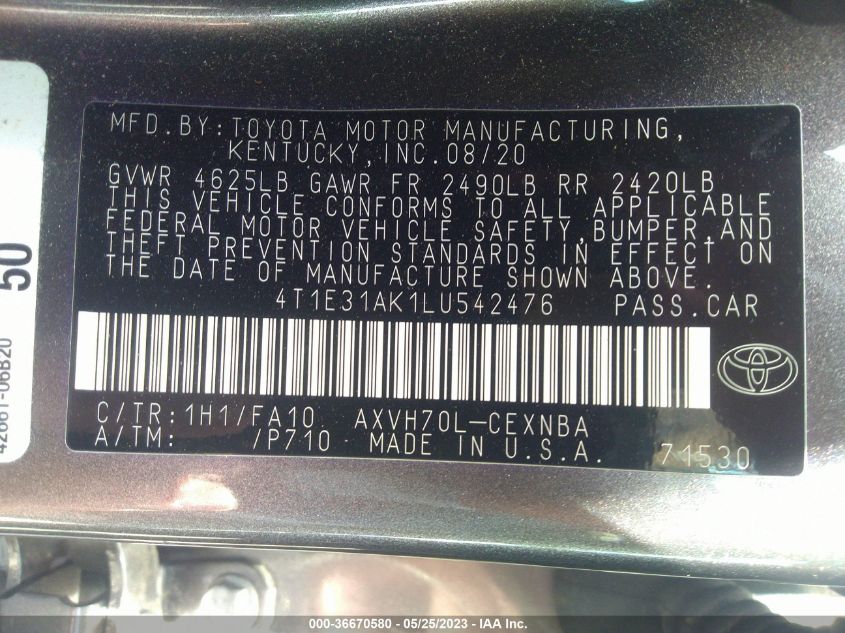 MFD.BY:TOYOTA MOTOR MANUFACTURING,
KENTUCKY,INC.08/20
GVWR 4625LB GAWR FR 2490LB RR 2420LB
THIS VEHICLE CONFORMS TO ALL APPLICABLE
FEDERAL MOTOR VEHICLE SAFETY,BUMPER,AND
THEFT PREVENTION STANDARDS IN EFFECT ON
THE DATE OF MANUFACTURE SHOWN ABOVE.
4T1E31AK1LU542476 PASS.CAR
C/TR:1H1/FA10 AXVH70L-CEXNBA
A/TM: /P710 MADE IN U.S.A. 71530
50
42661-06B20
000-36670580 / 05/25/2023 - IAA Inc.